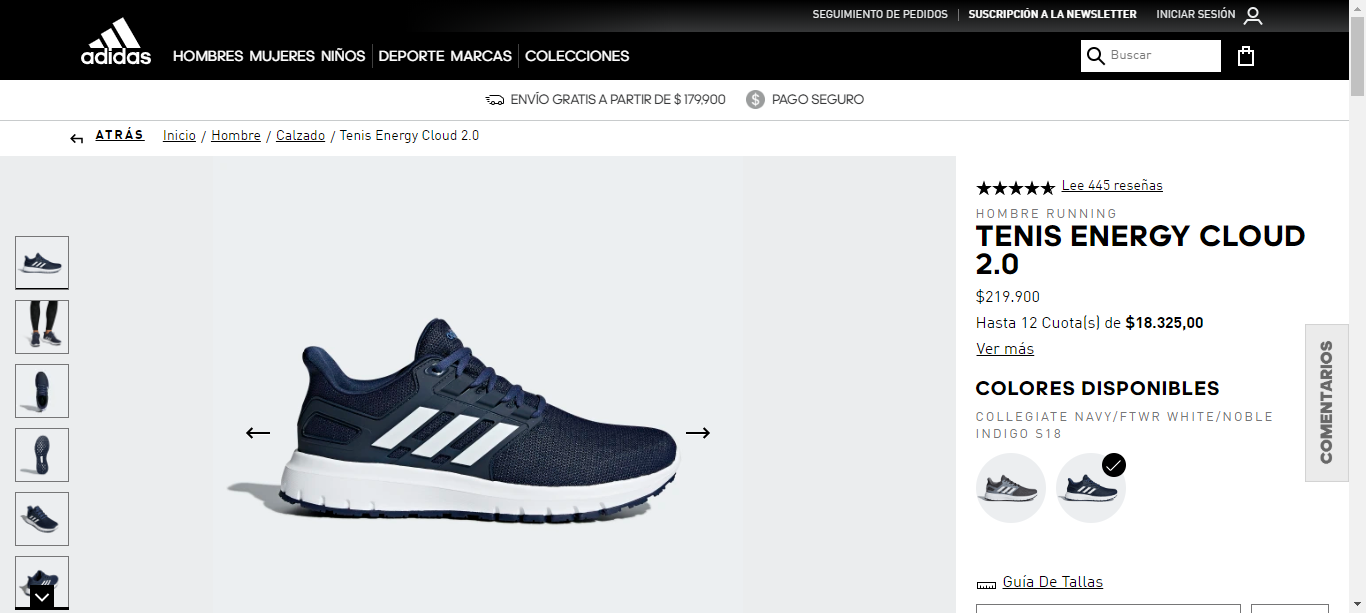 SEGUIMIENTO DE PEDIDOS
SUSCRIPCIÓN A LA NEWSLETTER
INICIAR SESIÓN
adidas
HOMBRES MUJERES NIÑOS DEPORTE MARCAS COLECCIONES
Buscar
ENVÍO GRATIS A PARTIR DE $ 179,900
$ PAGO SEGURO
ATRÁS
Inicio / Hombre / Calzado / Tenis Energy Cloud 2.0
Lee 445 reseñas
HOMBRE RUNNING
TENIS ENERGY CLOUD
2.0
$219.900
Hasta 12 Cuota(s) de $18.325,00
Ver más
COLORES DISPONIBLES
COLLEGIATE NAVY/FTWR WHITE/NOBLE
INDIGO S18
Guía De Tallas
COMENTARIOS